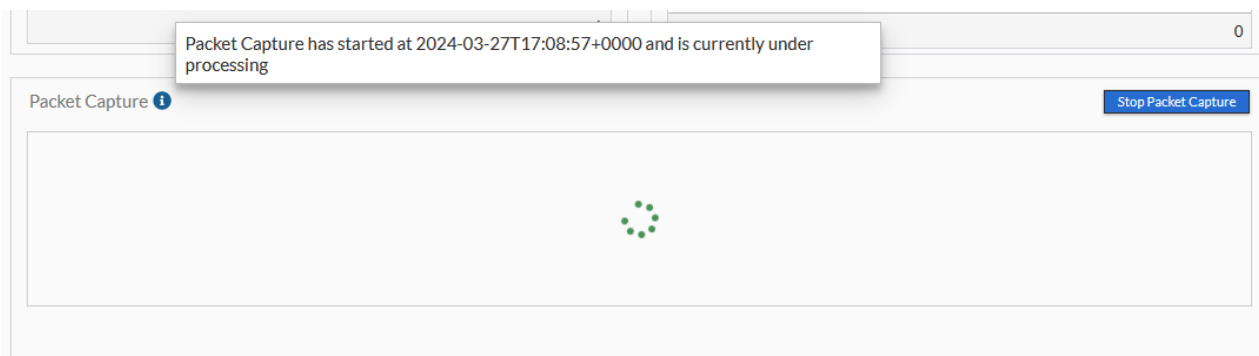 0
Packet Capture has started at 2024-03-27T17:08:57+0000 and is currently under
processing
Packet Capture
Stop Packet Capture